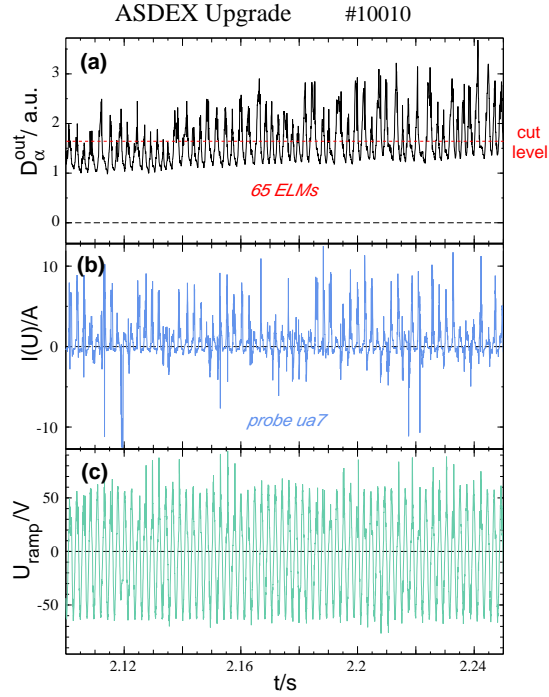 ASDEX Upgrade #10010
(a)
3
2
1
0
D_α^out/ a.u.
cut
level
65 ELMs
(b)
10
0
-10
I(U)/A
probe ua7
(c)
50
0
-50
U_ramp/V
2.12 2.16 2.2 2.24
t/s